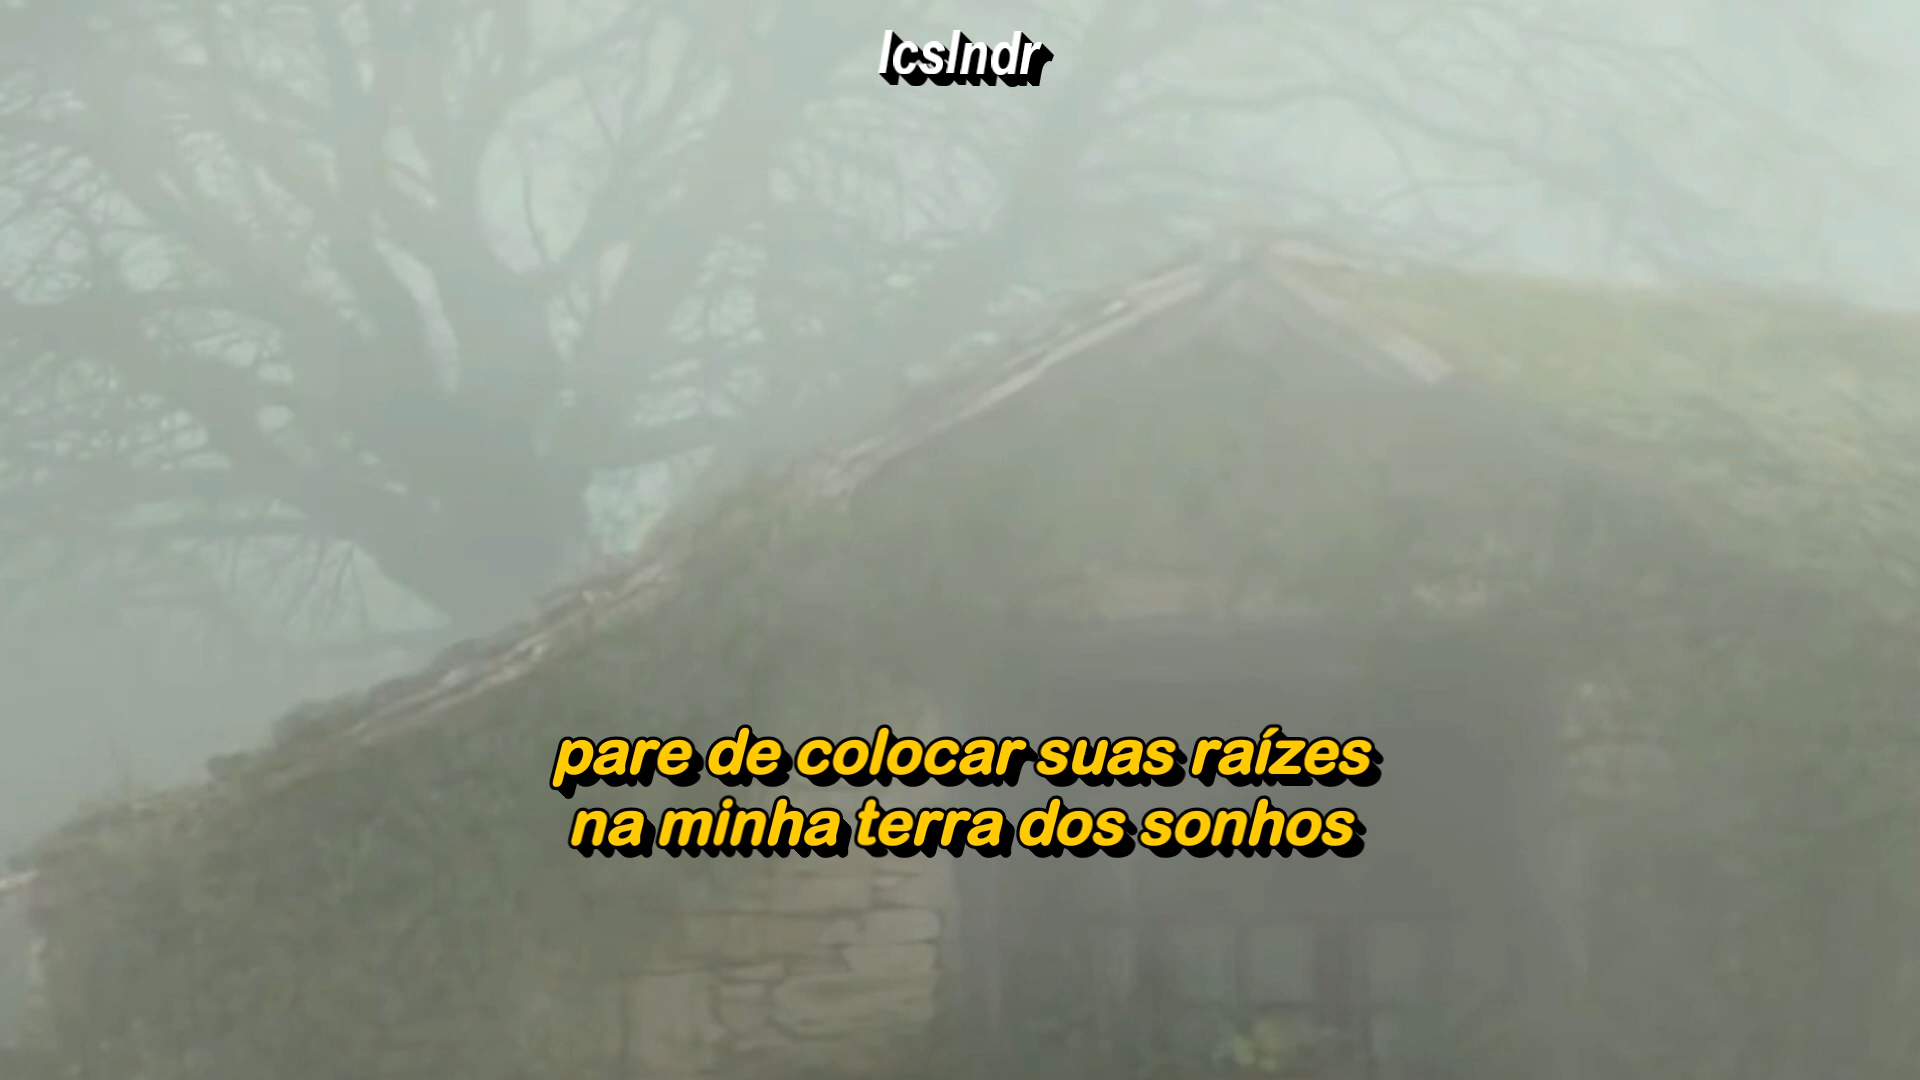 lcslndr
pare de colocar suas raízes
na minha terra dos sonhos